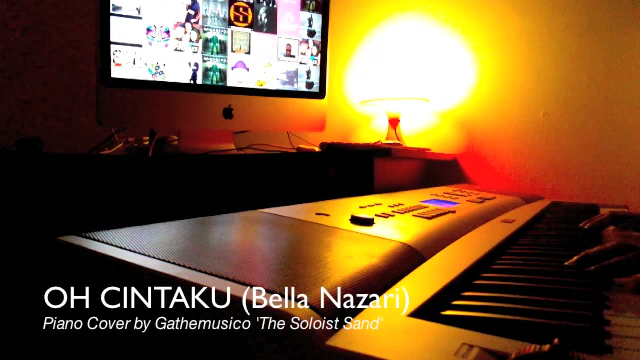 OH CINTAKU (Bella Nazari)
Piano Cover by Gathemusico 'The Soloist Sand'